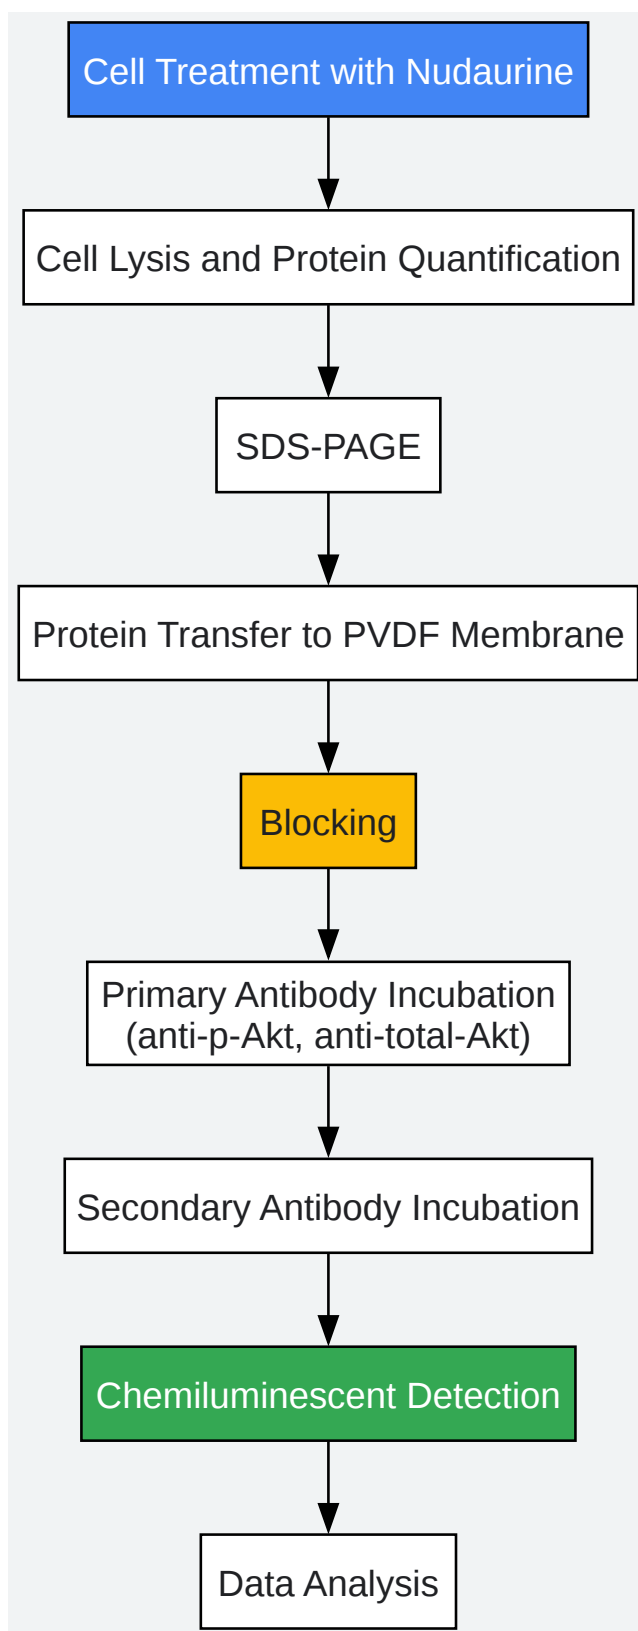 Cell Treatment with Nudaurine
Cell Lysis and Protein Quantification
SDS-PAGE
Protein Transfer to PVDF Membrane
Blocking
Primary Antibody Incubation
(anti-p-Akt, anti-total-Akt)
Secondary Antibody Incubation
Chemiluminescent Detection
Data Analysis